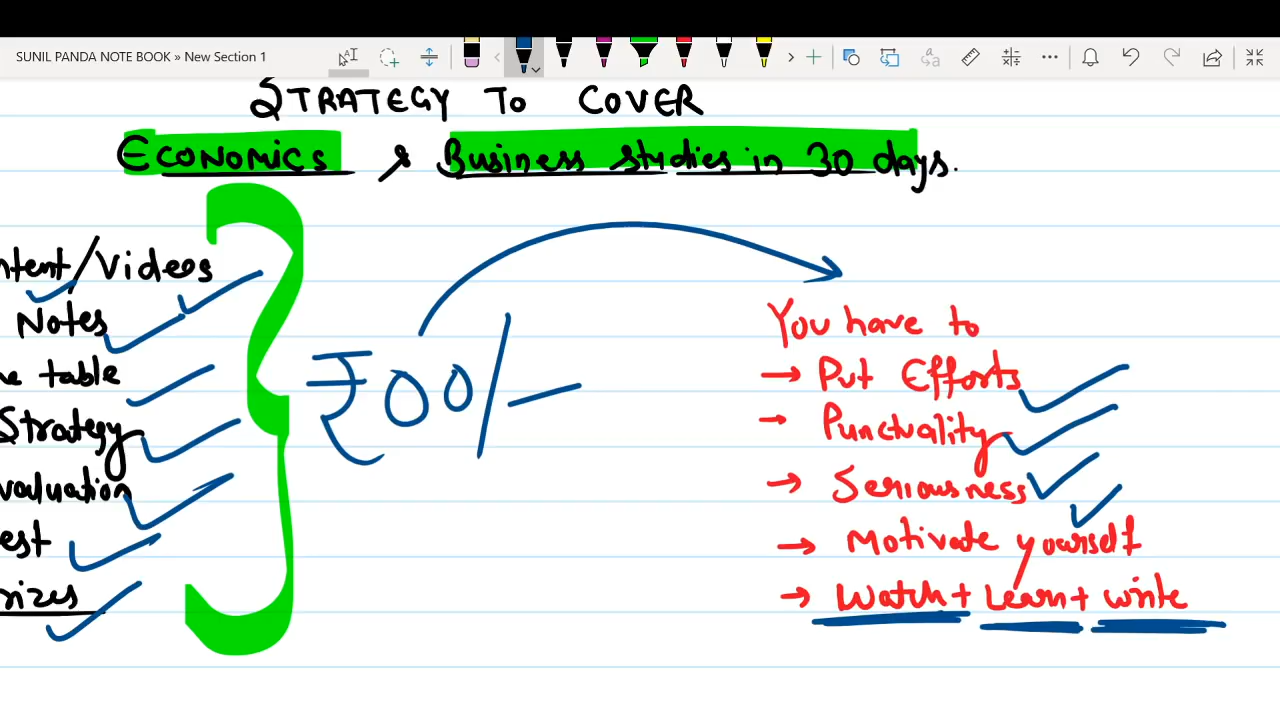 SUNIL PANDA NOTE BOOK » New Section 1
STRATEGY TO COVER
ECONOMICS & Business studies in 30 days.
ntent/Videos
Notes
e table
Strategy
valuation
est
rizes
₹00/-
You have to
→ Put Efforts
→ Punctuality
→ Seriousness
→ Motivate yourself
→ Watch + Learn + write